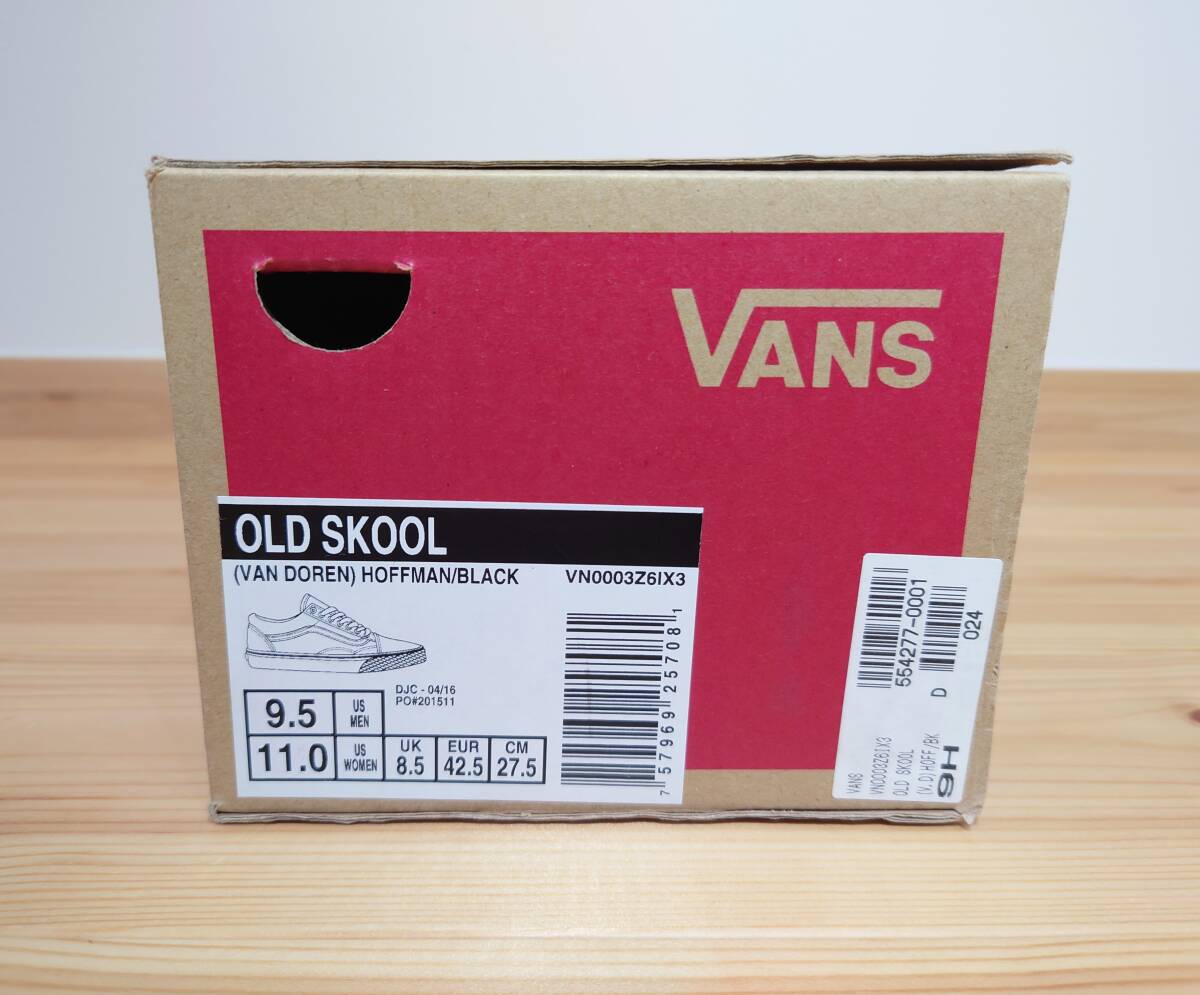 VANS
OLD SKOOL
(VAN DOREN) HOFFMAN/BLACK VN0003Z6IX3
DJC - 04/16
PO#201511
9.5 US MEN
11.0 US WOMEN UK 8.5 EUR 42.5 CM 27.5
7 57969 25708 1
554277-0001
D 024
VANS
VN0003Z6IX3
OLD SKOOL
(V.D)HOFF/BK
9H